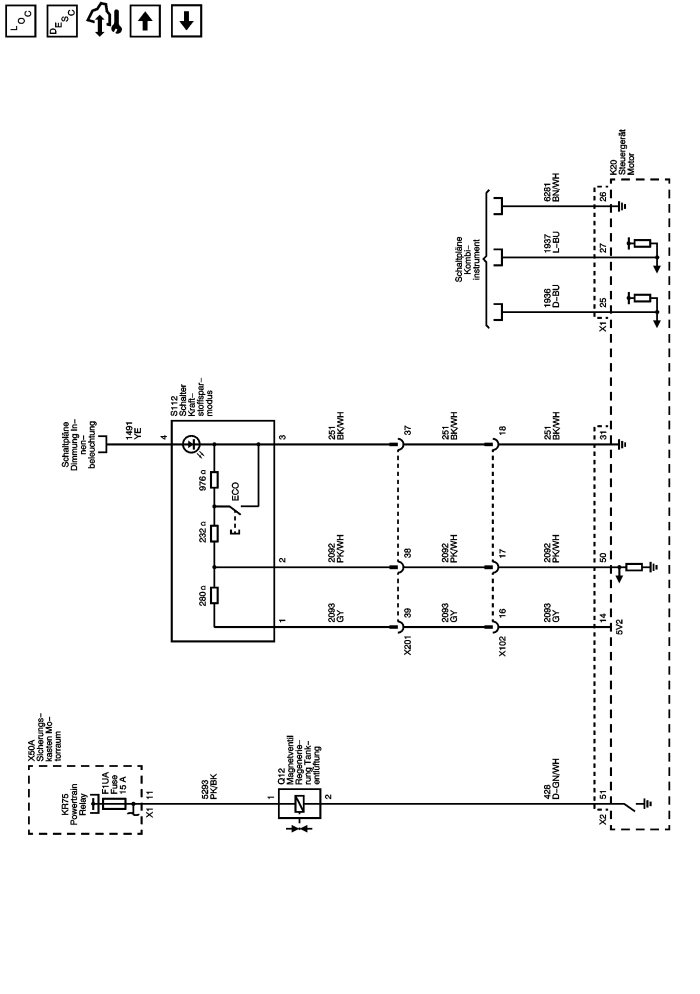 LOC
DESC
K20
Steuergerät
Motor
6281
BN/WH
26
1937
L-BU
27
1936
D-BU
25
X1
Schaltpläne
Kombi-
instrument
Schaltpläne
Dimmung In-
nen-
beleuchtung
1491
YE
4
S112
Schalter
Kraft-
stoffspar-
modus
976 Ω
ECO
232 Ω
280 Ω
3
251
BK/WH
37
251
BK/WH
18
251
BK/WH
31
2
2092
PK/WH
38
2092
PK/WH
17
2092
PK/WH
50
1
2093
GY
39
2093
GY
16
2093
GY
14
X201
X102
5V2
X50A
Sicherungs-
kasten Mo-
torraum
KR75
Powertrain
Relay
F1UA
Fuse
15 A
11
X1
5293
PK/BK
1
Q12
Magnetventil
Regenerie-
rung Tank-
entlüftung
2
428
D-GN/WH
51
X2